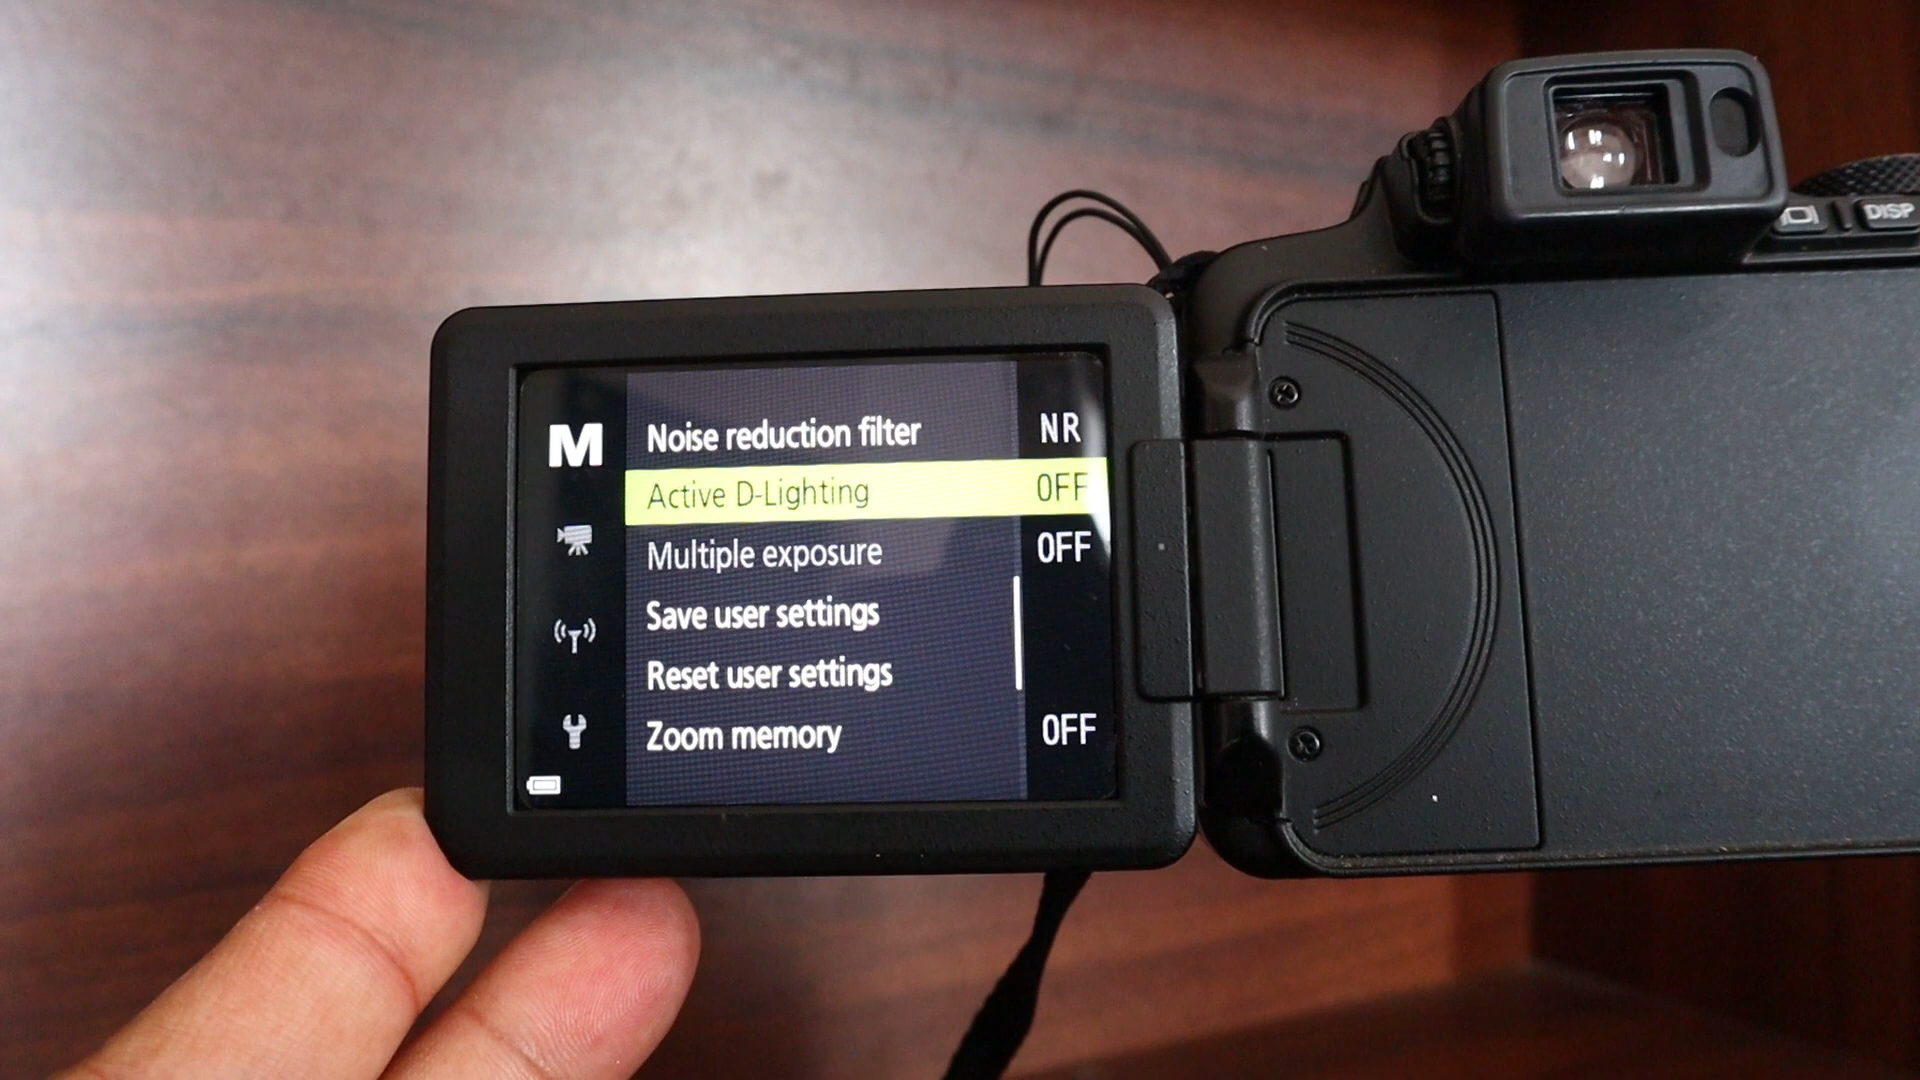 DISP
M
Noise reduction filter NR
Active D-Lighting OFF
Multiple exposure OFF
Save user settings
Reset user settings
Zoom memory OFF